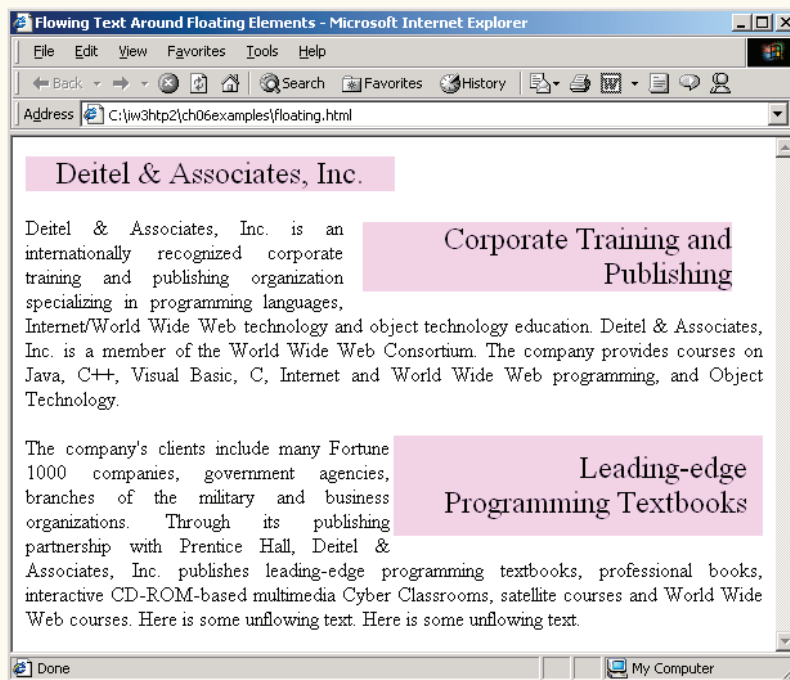 Flowing Text Around Floating Elements - Microsoft Internet Explorer
File Edit View Favorites Tools Help
Back Search Favorites History
Address C:\iw3htp2\ch06examples\floating.html
Deitel & Associates, Inc.
Corporate Training and
Publishing
Deitel & Associates, Inc. is an
internationally recognized corporate
training and publishing organization
specializing in programming languages,
Internet/World Wide Web technology and object technology education. Deitel & Associates,
Inc. is a member of the World Wide Web Consortium. The company provides courses on
Java, C++, Visual Basic, C, Internet and World Wide Web programming, and Object
Technology.
Leading-edge
Programming Textbooks
The company's clients include many Fortune
1000 companies, government agencies,
branches of the military and business
organizations. Through its publishing
partnership with Prentice Hall, Deitel &
Associates, Inc. publishes leading-edge programming textbooks, professional books,
interactive CD-ROM-based multimedia Cyber Classrooms, satellite courses and World Wide
Web courses. Here is some unflowing text. Here is some unflowing text.
Done My Computer